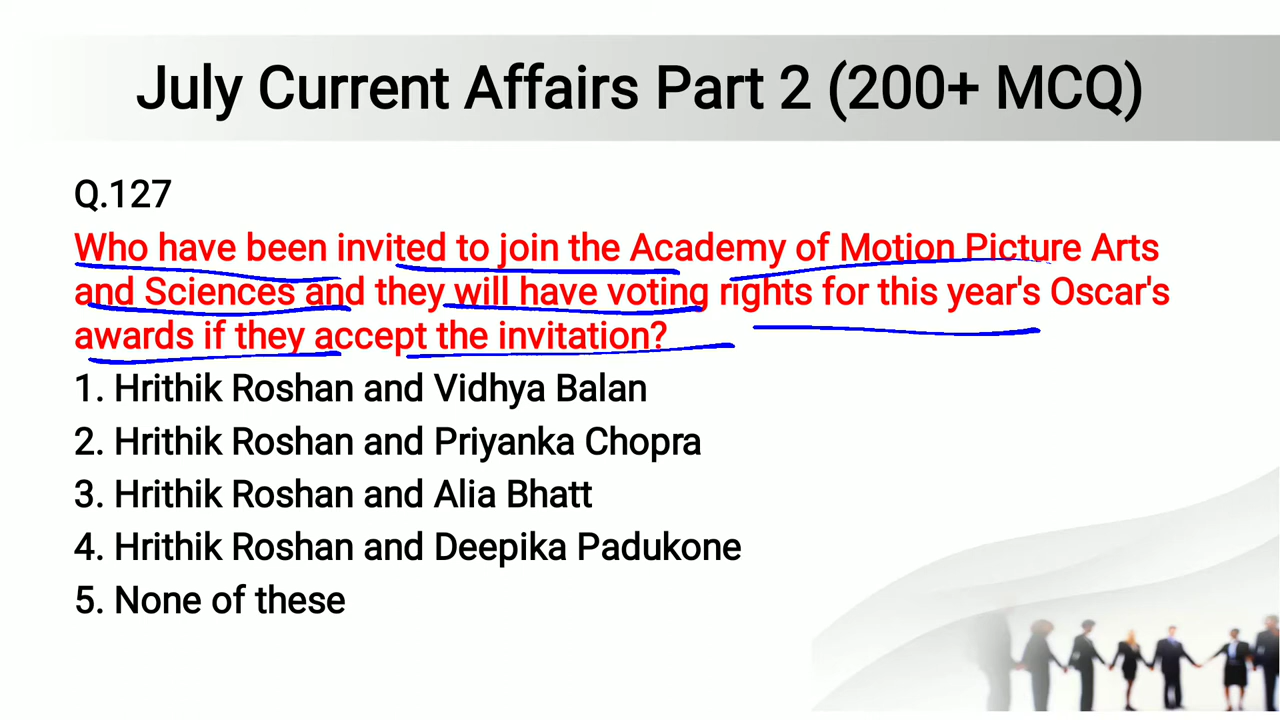 July Current Affairs Part 2 (200+ MCQ)
Q.127
Who have been invited to join the Academy of Motion Picture Arts
and Sciences and they will have voting rights for this year's Oscar's
awards if they accept the invitation?
1. Hrithik Roshan and Vidhya Balan
2. Hrithik Roshan and Priyanka Chopra
3. Hrithik Roshan and Alia Bhatt
4. Hrithik Roshan and Deepika Padukone
5. None of these